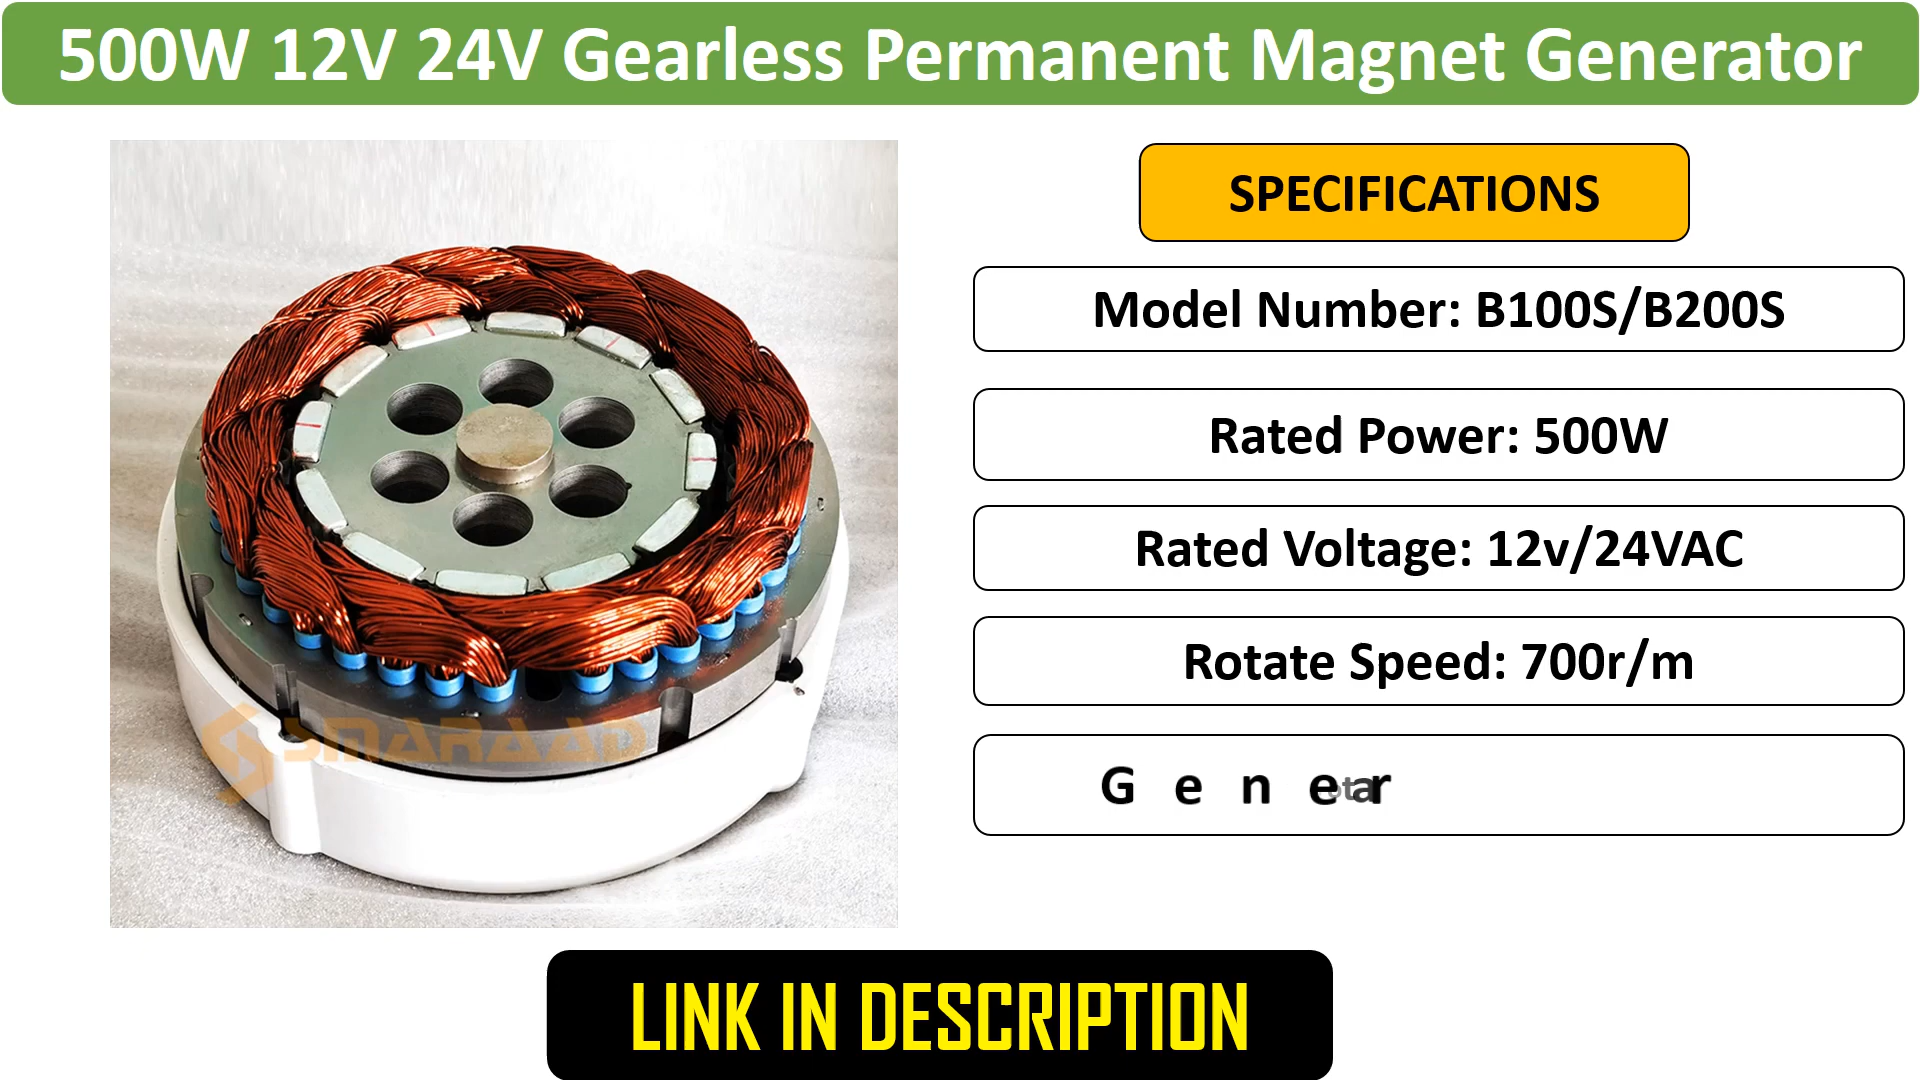 500W 12V 24V Gearless Permanent Magnet Generator
SPECIFICATIONS
Model Number: B100S/B200S
Rated Power: 500W
Rated Voltage: 12v/24VAC
Rotate Speed: 700r/m
SMARAAD
LINK IN DESCRIPTION